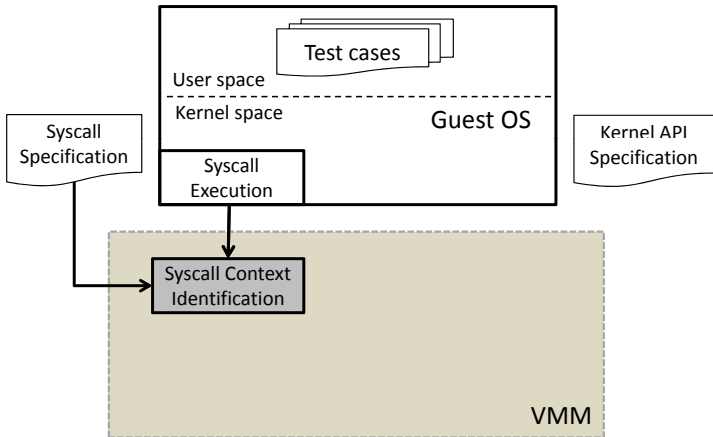 Test cases
User space
Kernel space
Guest OS
Syscall
Specification
Syscall
Execution
Kernel API
Specification
Syscall Context
Identification
VMM